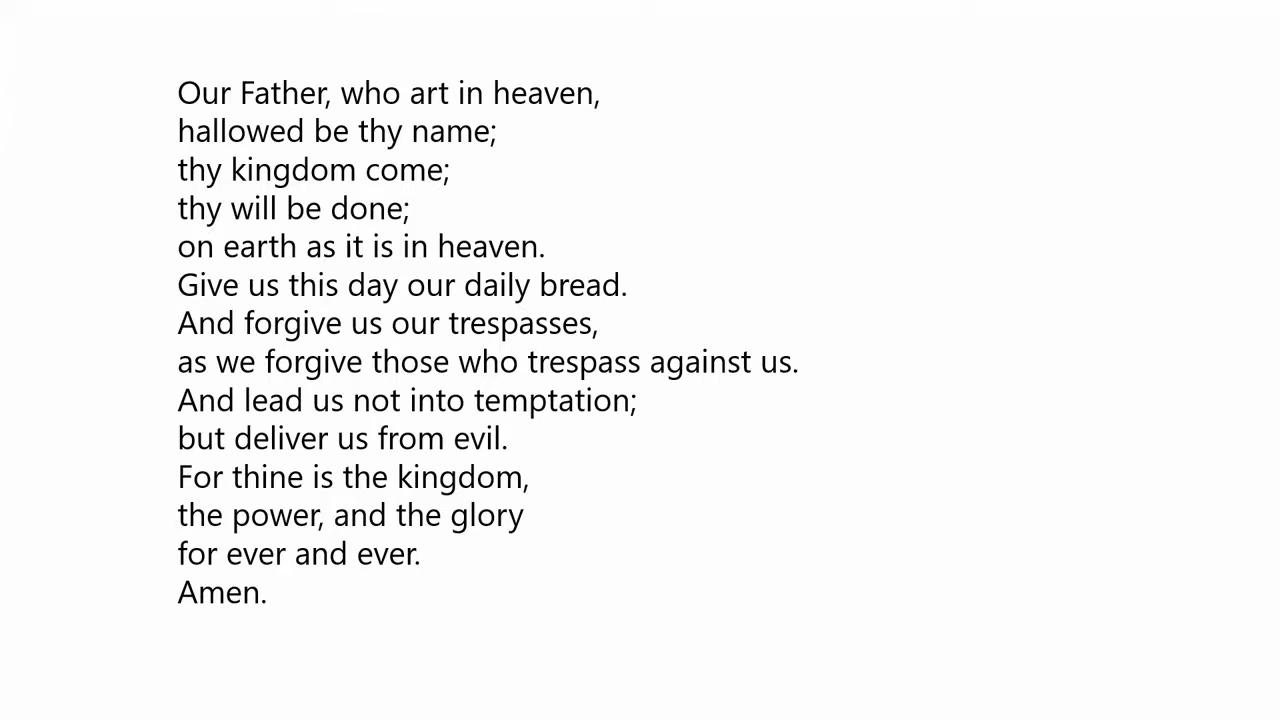 Our Father, who art in heaven,
hallowed be thy name;
thy kingdom come;
thy will be done;
on earth as it is in heaven.
Give us this day our daily bread.
And forgive us our trespasses,
as we forgive those who trespass against us.
And lead us not into temptation;
but deliver us from evil.
For thine is the kingdom,
the power, and the glory
for ever and ever.
Amen.